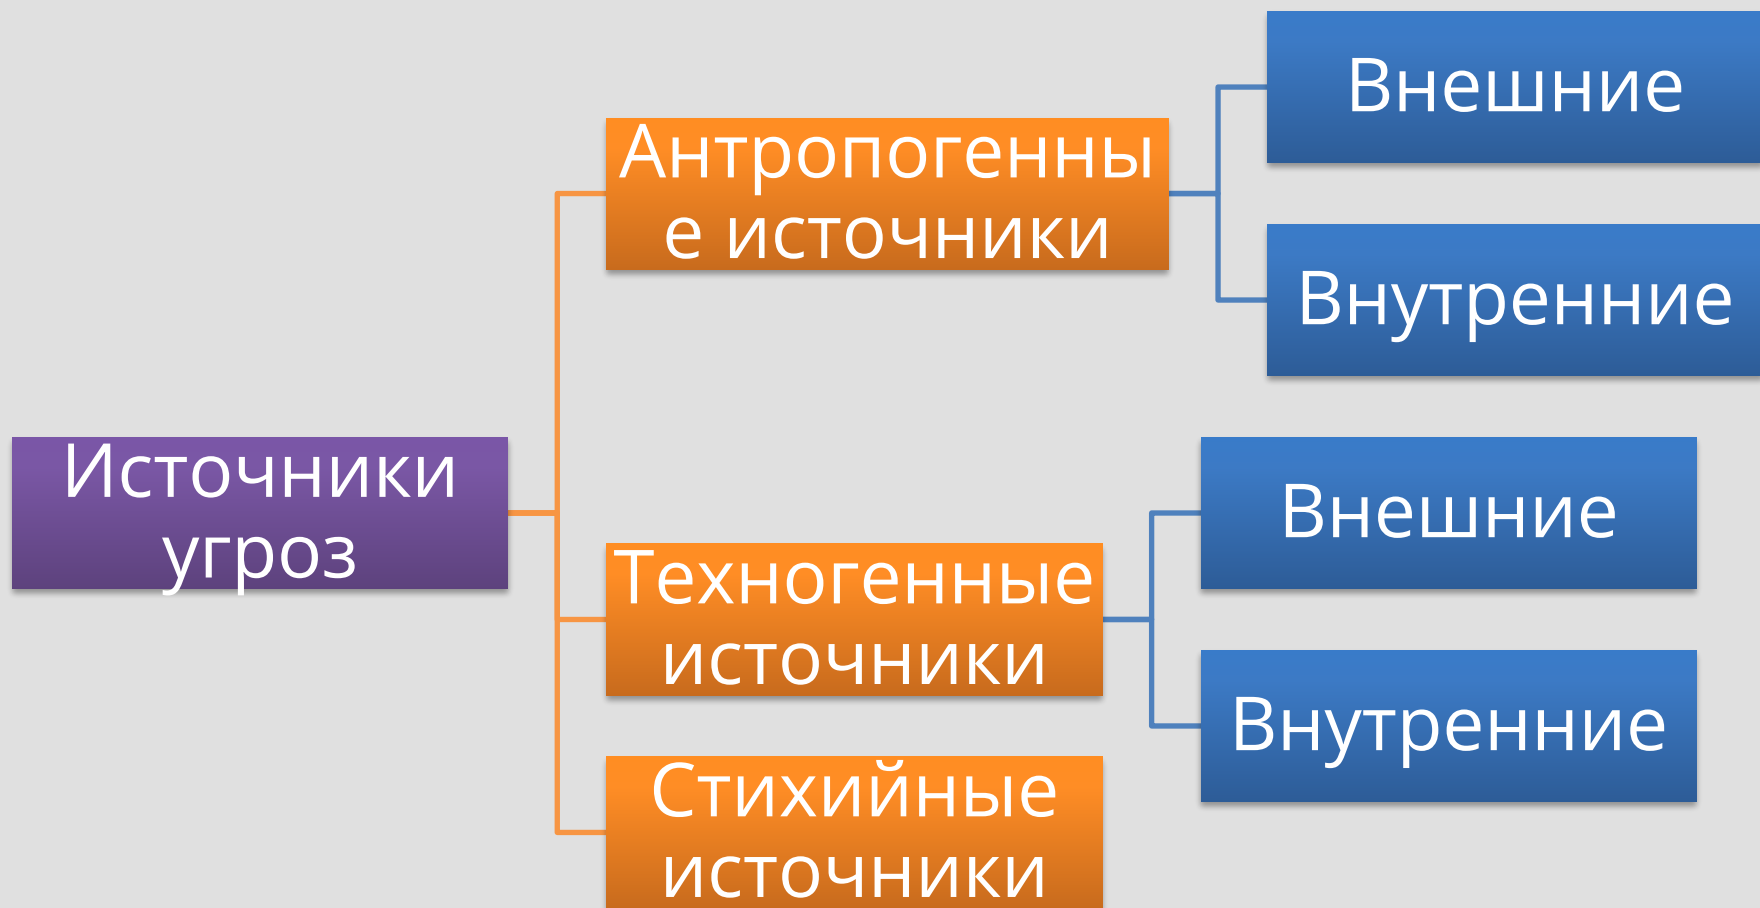 Источники
угроз
Антропогенны
е источники
Внешние
Внутренние
Техногенные
источники
Внешние
Внутренние
Стихийные
источники